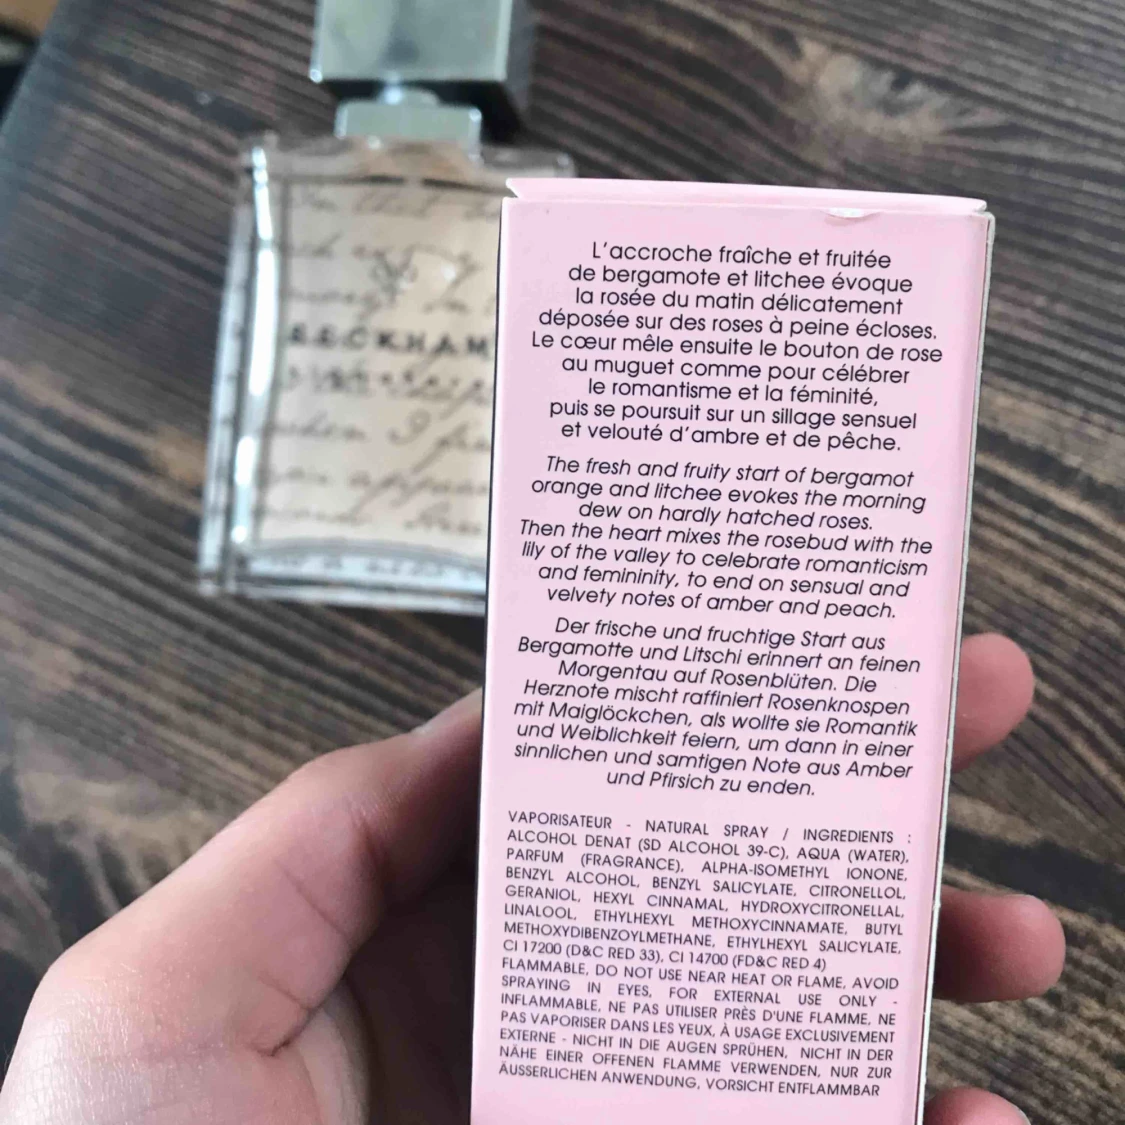 BECKHAM
L'accroche fraîche et fruitée
de bergamote et litchee évoque
la rosée du matin délicatement
déposée sur des roses à peine écloses.
Le cœur mêle ensuite le bouton de rose
au muguet comme pour célébrer
le romantisme et la féminité,
puis se poursuit sur un sillage sensuel
et velouté d'ambre et de pêche.
The fresh and fruity start of bergamot
orange and litchee evokes the morning
dew on hardly hatched roses.
Then the heart mixes the rosebud with the
lily of the valley to celebrate romanticism
and femininity, to end on sensual and
velvety notes of amber and peach.
Der frische und fruchtige Start aus
Bergamotte und Litschi erinnert an feinen
Morgentau auf Rosenblüten. Die
Herznote mischt raffiniert Rosenknospen
mit Maiglöckchen, als wollte sie Romantik
und Weiblichkeit feiern, um dann in einer
sinnlichen und samtigen Note aus Amber
und Pfirsich zu enden.
VAPORISATEUR - NATURAL SPRAY / INGREDIENTS :
ALCOHOL DENAT (SD ALCOHOL 39-C), AQUA (WATER),
PARFUM (FRAGRANCE), ALPHA-ISOMETHYL IONONE,
BENZYL ALCOHOL, BENZYL SALICYLATE, CITRONELLOL,
GERANIOL, HEXYL CINNAMAL, HYDROXYCITRONELLAL,
LINALOOL, ETHYLHEXYL METHOXYCINNAMATE, BUTYL
METHOXYDIBENZOYLMETHANE, ETHYLHEXYL SALICYLATE,
CI 17200 (D&C RED 33), CI 14700 (FD&C RED 4)
FLAMMABLE, DO NOT USE NEAR HEAT OR FLAME, AVOID
SPRAYING IN EYES, FOR EXTERNAL USE ONLY -
INFLAMMABLE, NE PAS UTILISER PRÈS D'UNE FLAMME, NE
PAS VAPORISER DANS LES YEUX, À USAGE EXCLUSIVEMENT
EXTERNE - NICHT IN DIE AUGEN SPRÜHEN, NICHT IN DER
NÄHE EINER OFFENEN FLAMME VERWENDEN, NUR ZUR
ÄUSSERLICHEN ANWENDUNG, VORSICHT ENTFLAMMBAR